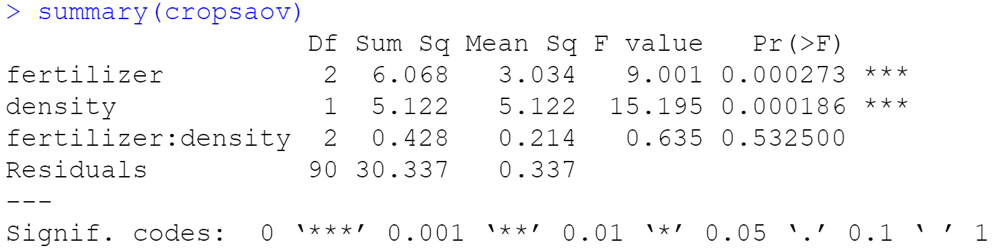 > summary(cropsaov)
                   Df Sum Sq Mean Sq F value   Pr(>F)
fertilizer          2  6.068   3.034   9.001 0.000273 ***
density             1  5.122   5.122  15.195 0.000186 ***
fertilizer:density  2  0.428   0.214   0.635 0.532500
Residuals          90 30.337   0.337
---
Signif. codes:  0 ‘***’ 0.001 ‘**’ 0.01 ‘*’ 0.05 ‘.’ 0.1 ‘ ’ 1